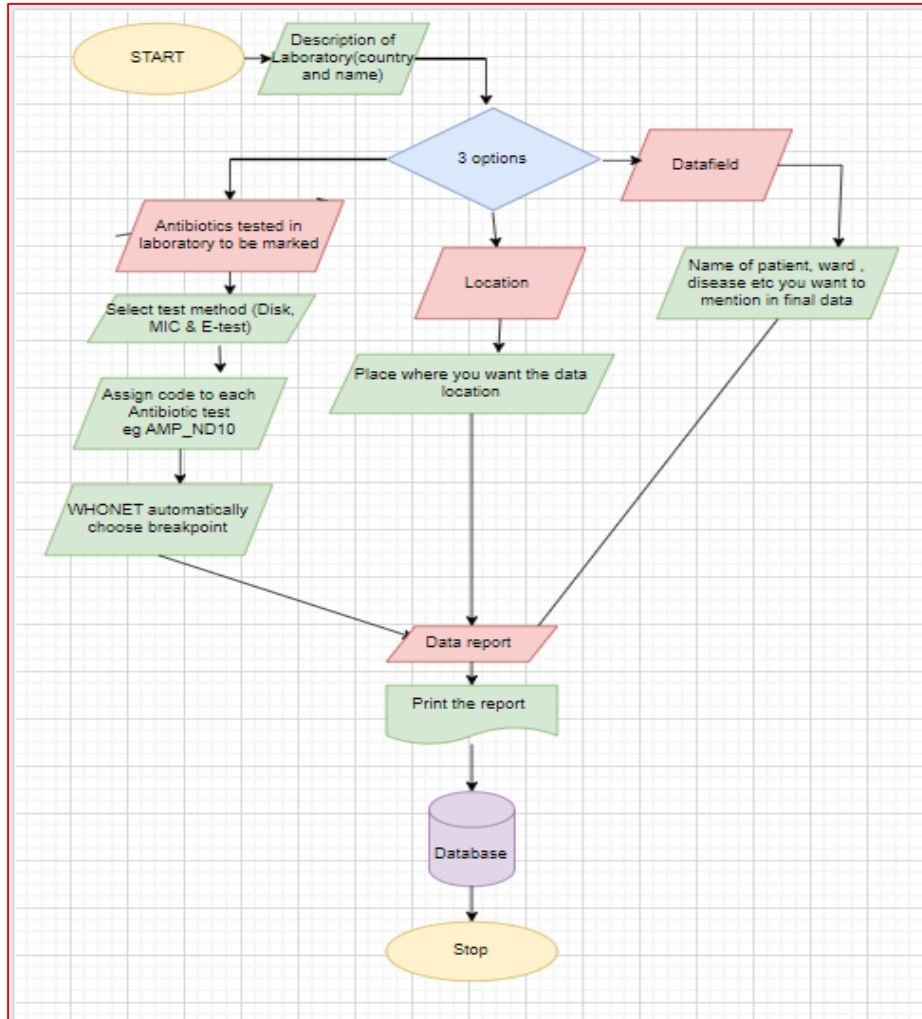 START
Description of
Laboratory(country
and name)
3 options
Datafield
Antibiotics tested in
laboratory to be marked
Location
Name of patient, ward ,
disease etc you want to
mention in final data
Select test method (Disk,
MIC & E-test)
Place where you want the data
location
Assign code to each
Antibiotic test
eg AMP_ND10
WHONET automatically
choose breakpoint
Data report
Print the report
Database
Stop